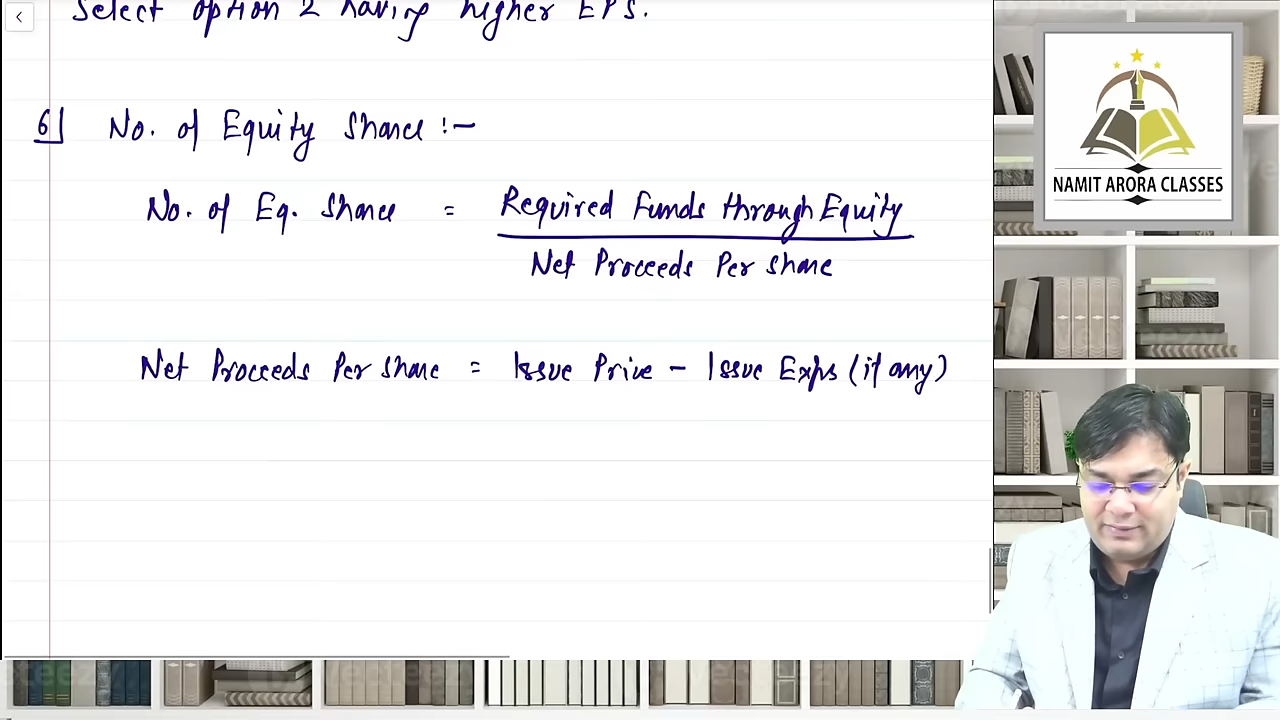 Select option 2 having higher EPS.
6] No. of Equity Share :-
No. of Eq. Share = Required Funds through Equity
Net Proceeds Per Share
Net Proceeds Per Share = Issue Price - Issue Exps (if any)
NAMIT ARORA CLASSES